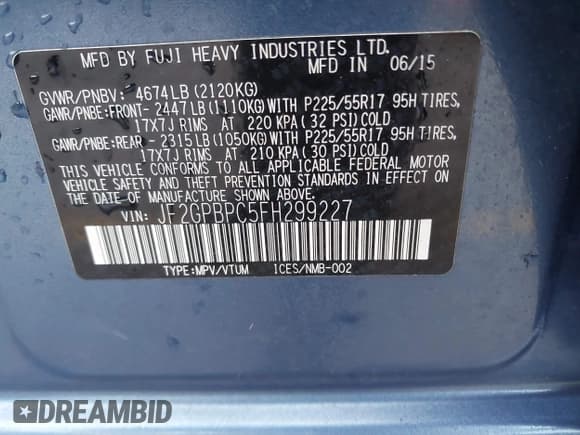 MFD BY FUJI HEAVY INDUSTRIES LTD.
MFD IN 06/15
GVWR/PNBV: 4674LB (2120KG)
GAWR/PNBE:FRONT- 2447LB (1110KG)WITH P225/55R17 95H TIRES,
17X7J RIMS AT 220 KPA( 32 PSI)COLD
GAWR/PNBE:REAR - 2315LB (1050KG)WITH P225/55R17 95H TIRES,
17X7J RIMS AT 210 KPA(30 PSI)COLD
THIS VEHICLE CONFORMS TO ALL APPLICABLE FEDERAL MOTOR
VEHICLE SAFETY AND THEFT PREVENTION STANDARDS IN EFFECT
ON THE DATE OF MANUFACTURE SHOWN ABOVE.
VIN: JF2GPBPC5FH299227
TYPE:MPV/VTUM ICES/NMB-002
DREAMBID